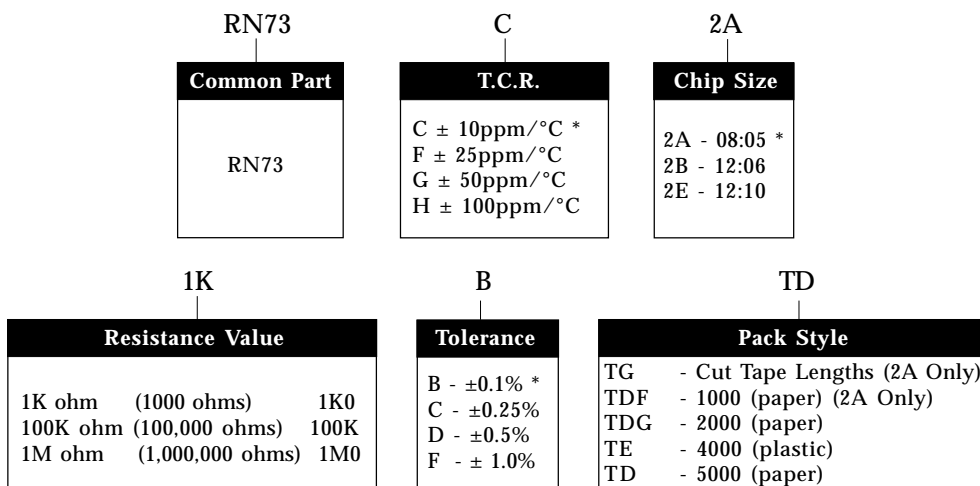 RN73 C 2A
Common Part T.C.R. Chip Size
RN73
C ± 10ppm/°C *
F ± 25ppm/°C
G ± 50ppm/°C
H ± 100ppm/°C
2A - 08:05 *
2B - 12:06
2E - 12:10
1K B TD
Resistance Value Tolerance Pack Style
1K ohm (1000 ohms) 1K0
100K ohm (100,000 ohms) 100K
1M ohm (1,000,000 ohms) 1M0
B - ±0.1% *
C - ±0.25%
D - ±0.5%
F - ± 1.0%
TG - Cut Tape Lengths (2A Only)
TDF - 1000 (paper) (2A Only)
TDG - 2000 (paper)
TE - 4000 (plastic)
TD - 5000 (paper)